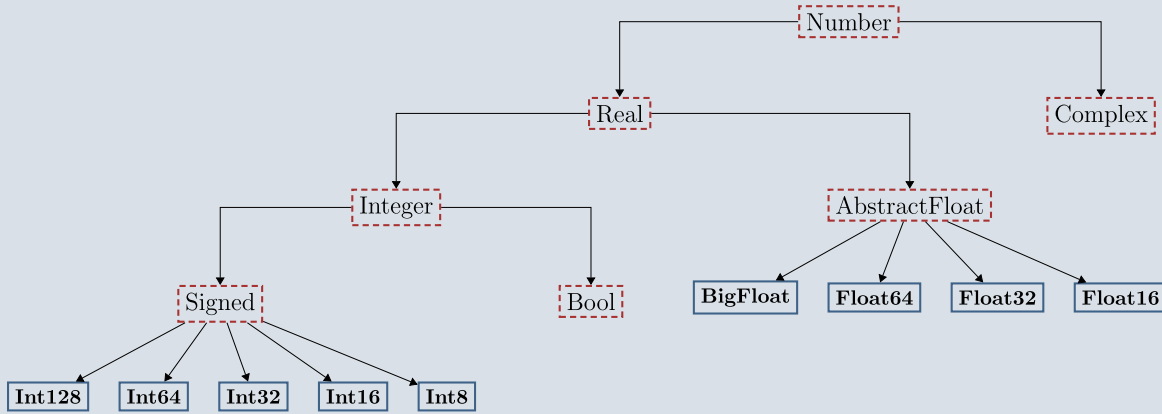 Number
Real
Complex
Integer
AbstractFloat
Signed
Bool
BigFloat
Float64
Float32
Float16
Int128
Int64
Int32
Int16
Int8